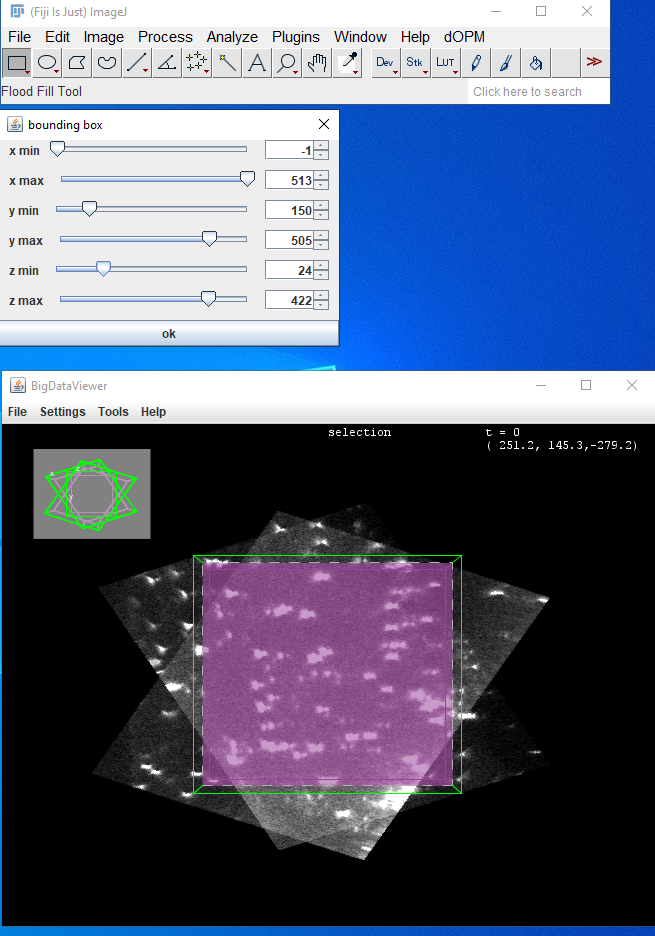 (Fiji Is Just) ImageJ
File Edit Image Process Analyze Plugins Window Help dOPM
A Dev Stk LUT >>
Flood Fill Tool Click here to search
bounding box
x min -1
x max 513
y min 150
y max 505
z min 24
z max 422
ok
BigDataViewer
File Settings Tools Help
selection t = 0
( 251.2, 145.3,-279.2)
x
y